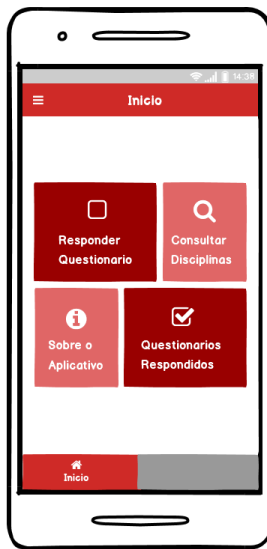 14:38
Inicio
Responder
Questionario
Consultar
Disciplinas
Sobre o
Aplicativo
Questionarios
Respondidos
Inicio